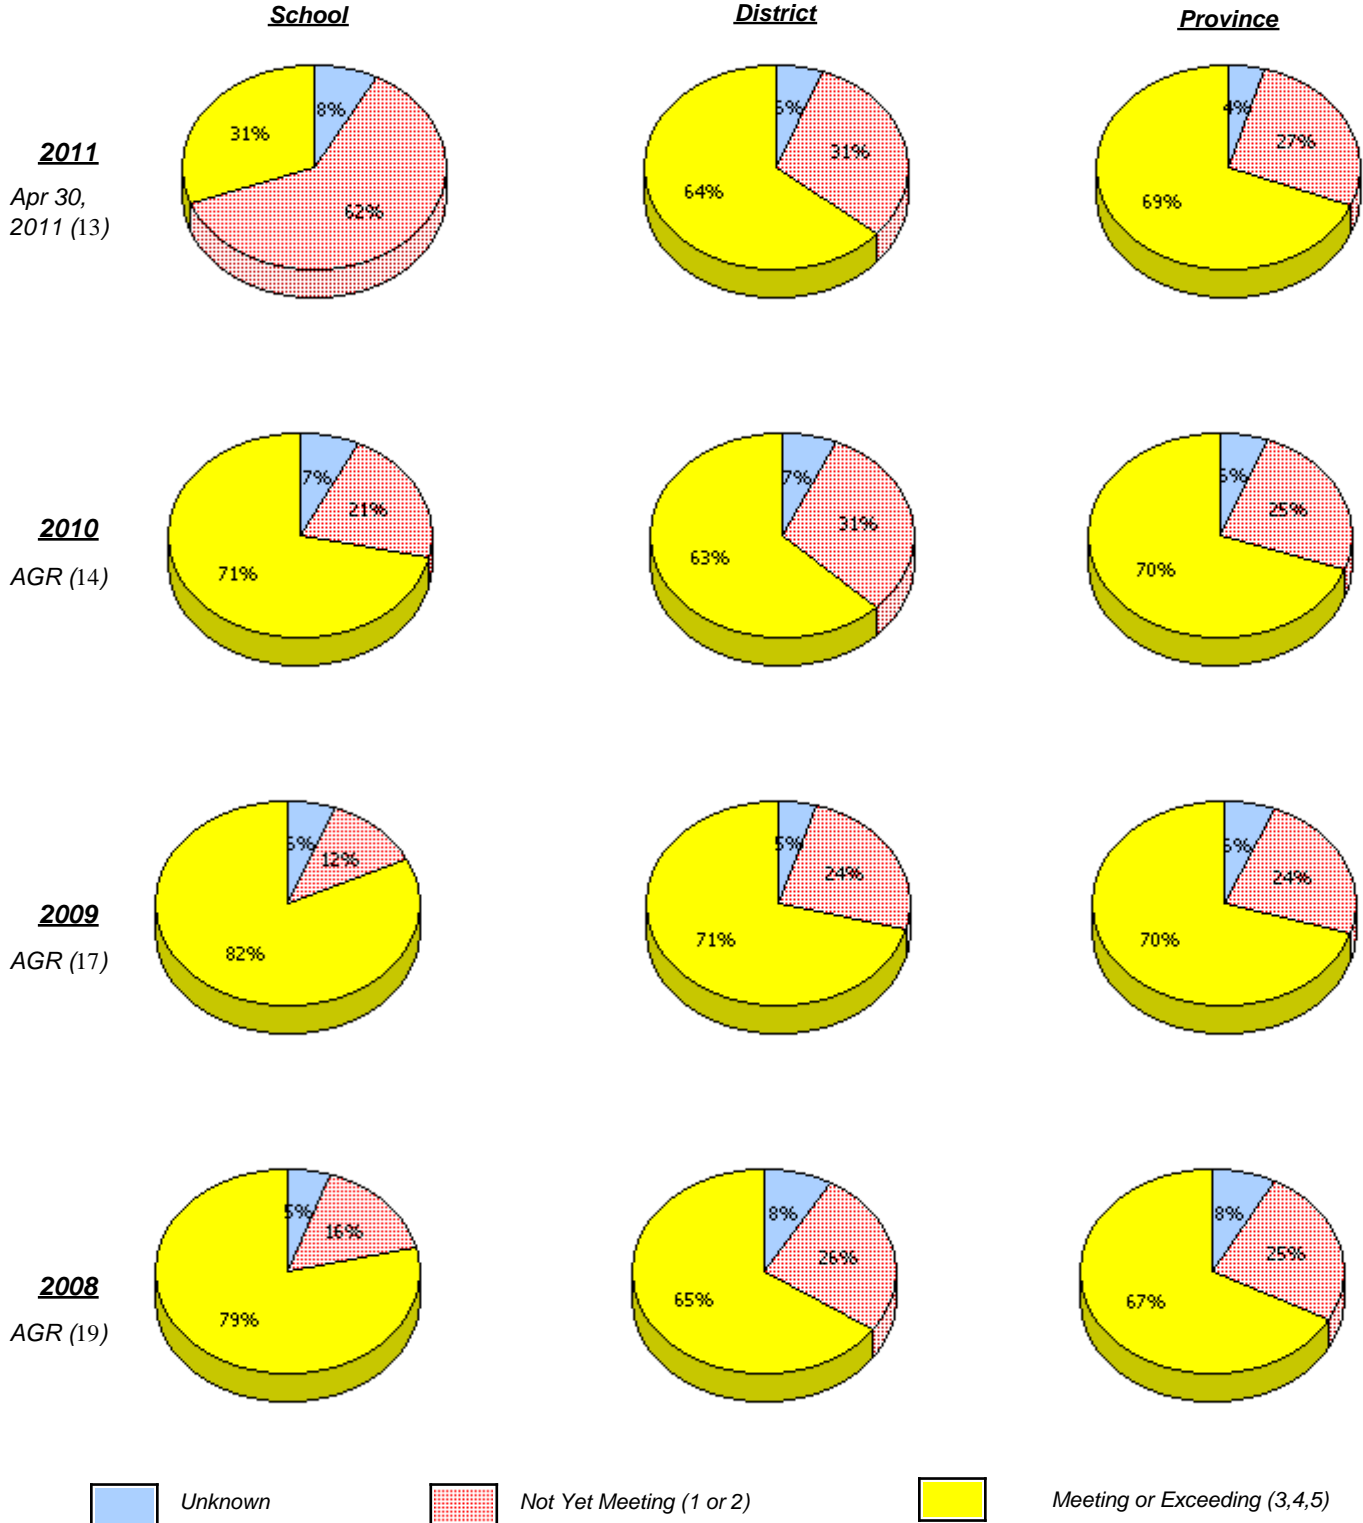 School District Province
8% 5% 4%
31% 31% 27%
2011
Apr 30,
2011 (13)
64% 69%
62%
7% 7% 6%
21% 31% 25%
2010
AGR (14)
71% 63% 70%
6% 5% 6%
12% 24% 24%
2009
AGR (17)
82% 71% 70%
5% 8% 8%
16% 26% 25%
2008
AGR (19)
79% 65% 67%
Unknown Not Yet Meeting (1 or 2) Meeting or Exceeding (3,4,5)